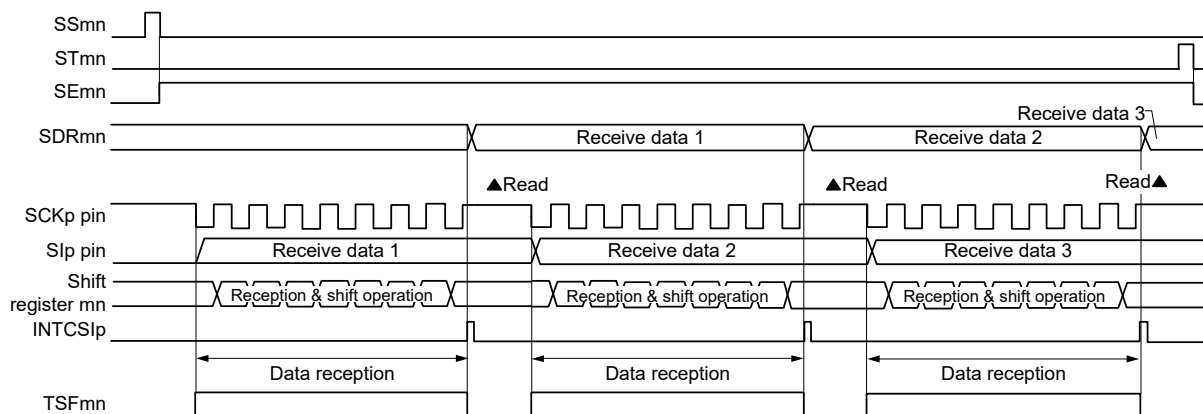 SSmn
STmn
SEmn
Receive data 3
SDRmn Receive data 1 Receive data 2
▲Read ▲Read Read▲
SCKp pin
SIp pin Receive data 1 Receive data 2 Receive data 3
Shift
register mn Reception & shift operation Reception & shift operation Reception & shift operation
INTCSIp
Data reception Data reception Data reception
TSFmn